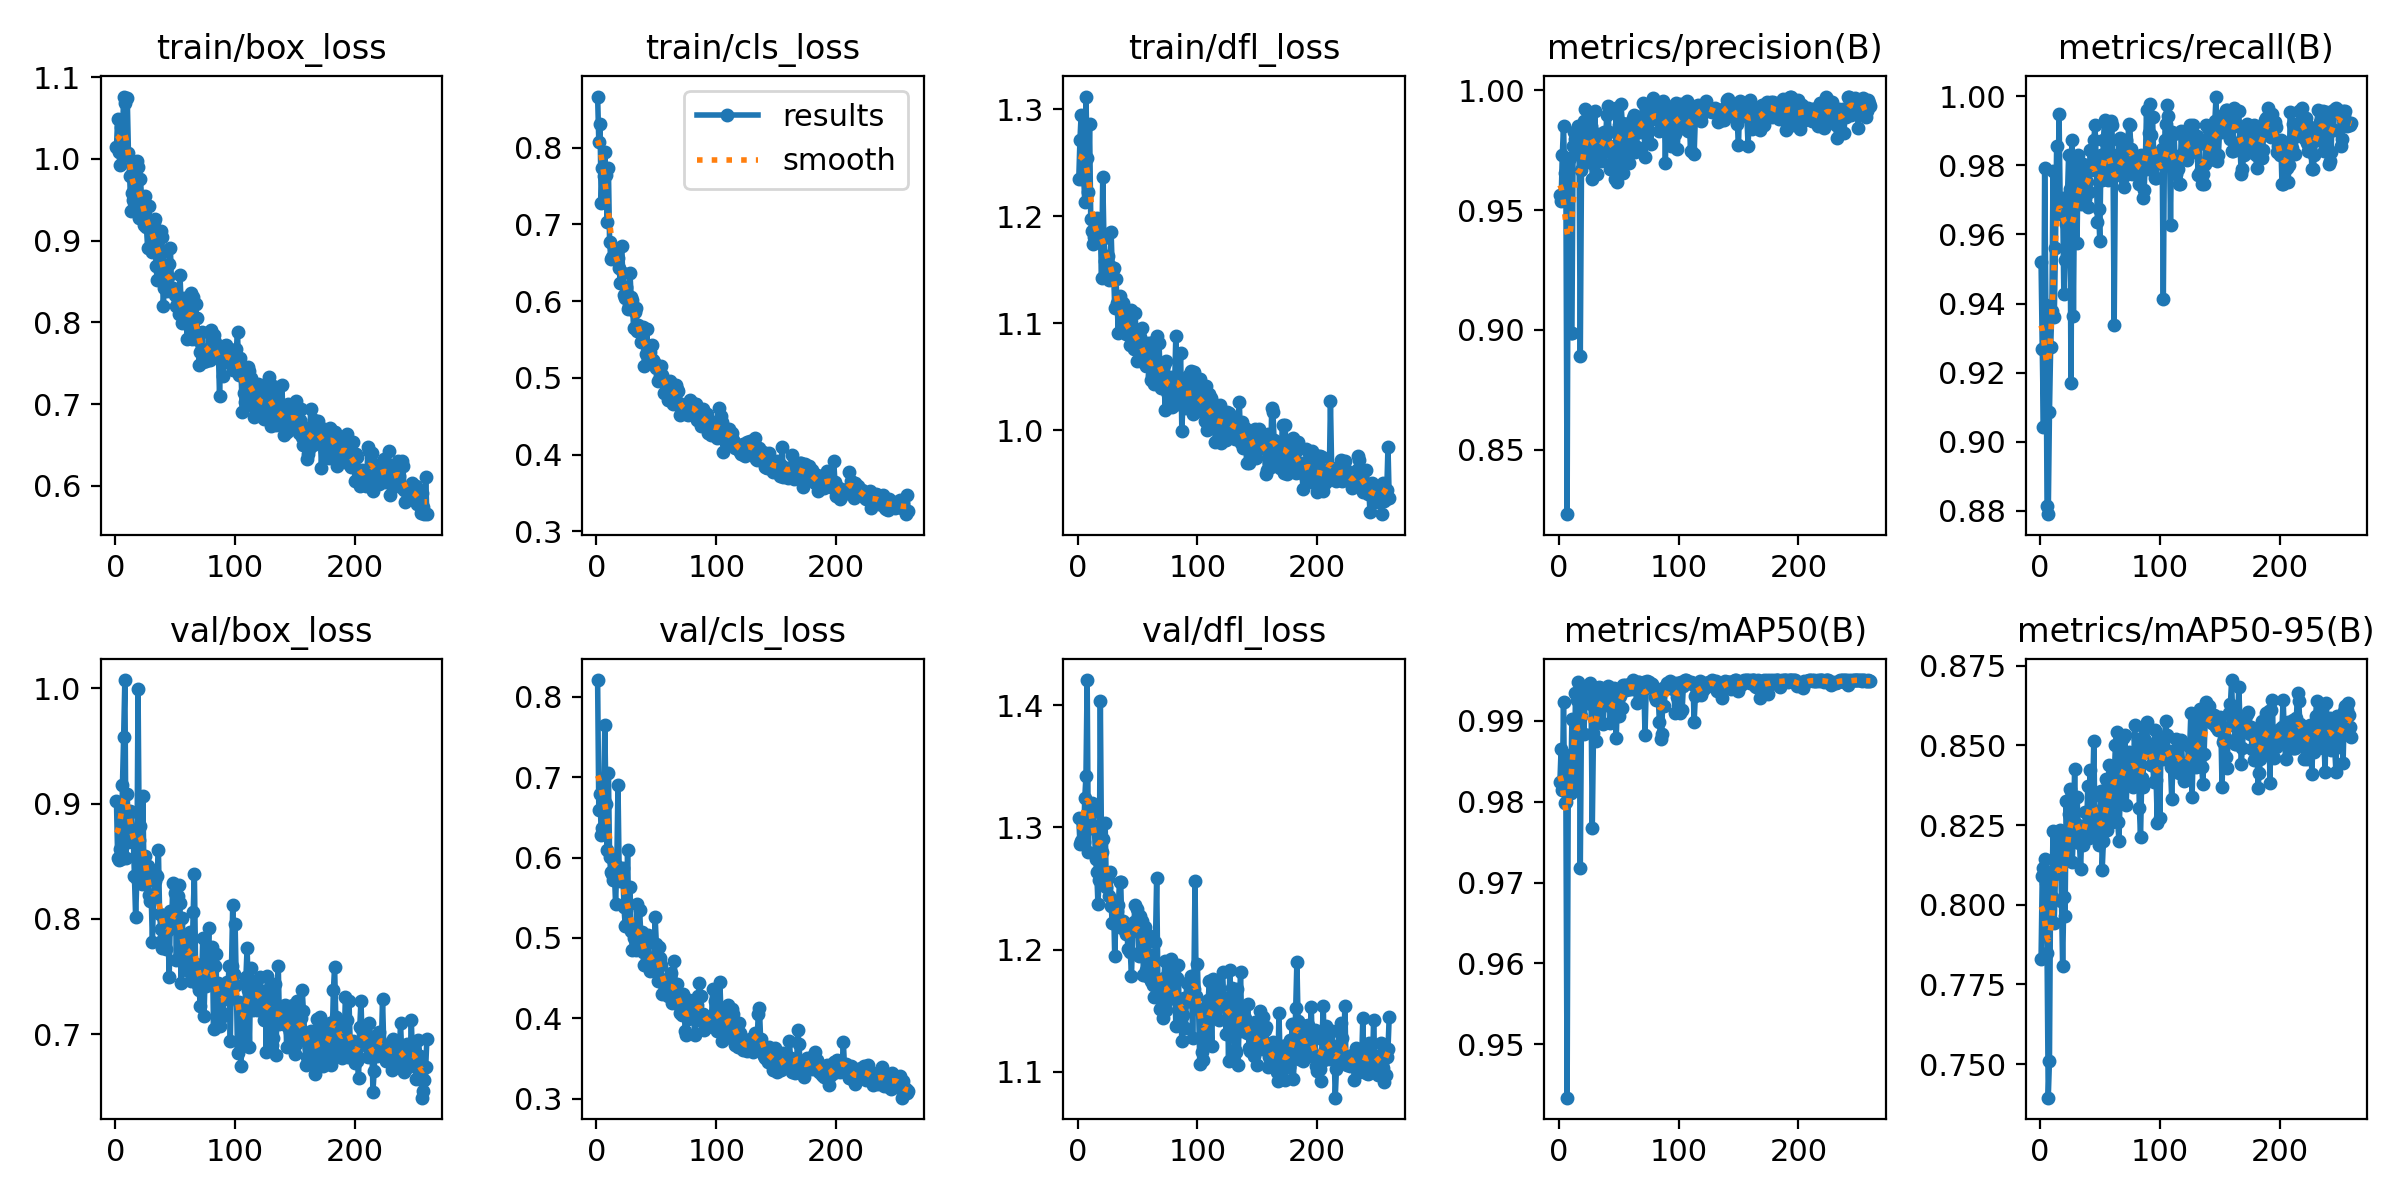 train/box_loss
train/cls_loss
train/dfl_loss
metrics/precision(B)
metrics/recall(B)
1.1
1.0
0.9
0.8
0.7
0.6
0 100 200
results
smooth
0.8
0.7
0.6
0.5
0.4
0.3
0 100 200
1.3
1.2
1.1
1.0
0 100 200
1.00
0.95
0.90
0.85
0 100 200
1.00
0.98
0.96
0.94
0.92
0.90
0.88
0 100 200
val/box_loss
val/cls_loss
val/dfl_loss
metrics/mAP50(B)
metrics/mAP50-95(B)
1.0
0.9
0.8
0.7
0 100 200
0.8
0.7
0.6
0.5
0.4
0.3
0 100 200
1.4
1.3
1.2
1.1
0 100 200
0.99
0.98
0.97
0.96
0.95
0 100 200
0.875
0.850
0.825
0.800
0.775
0.750
0 100 200